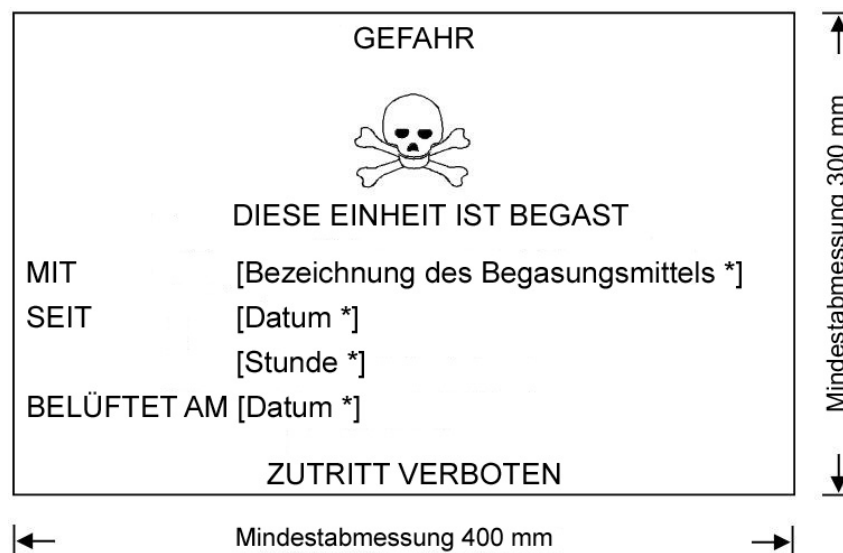 GEFAHR
DIESE EINHEIT IST BEGAST
MIT [Bezeichnung des Begasungsmittels *]
SEIT [Datum *]
[Stunde *]
BELÜFTET AM [Datum *]
ZUTRITT VERBOTEN
Mindestabmessung 400 mm
Mindestabmessung 300 mm